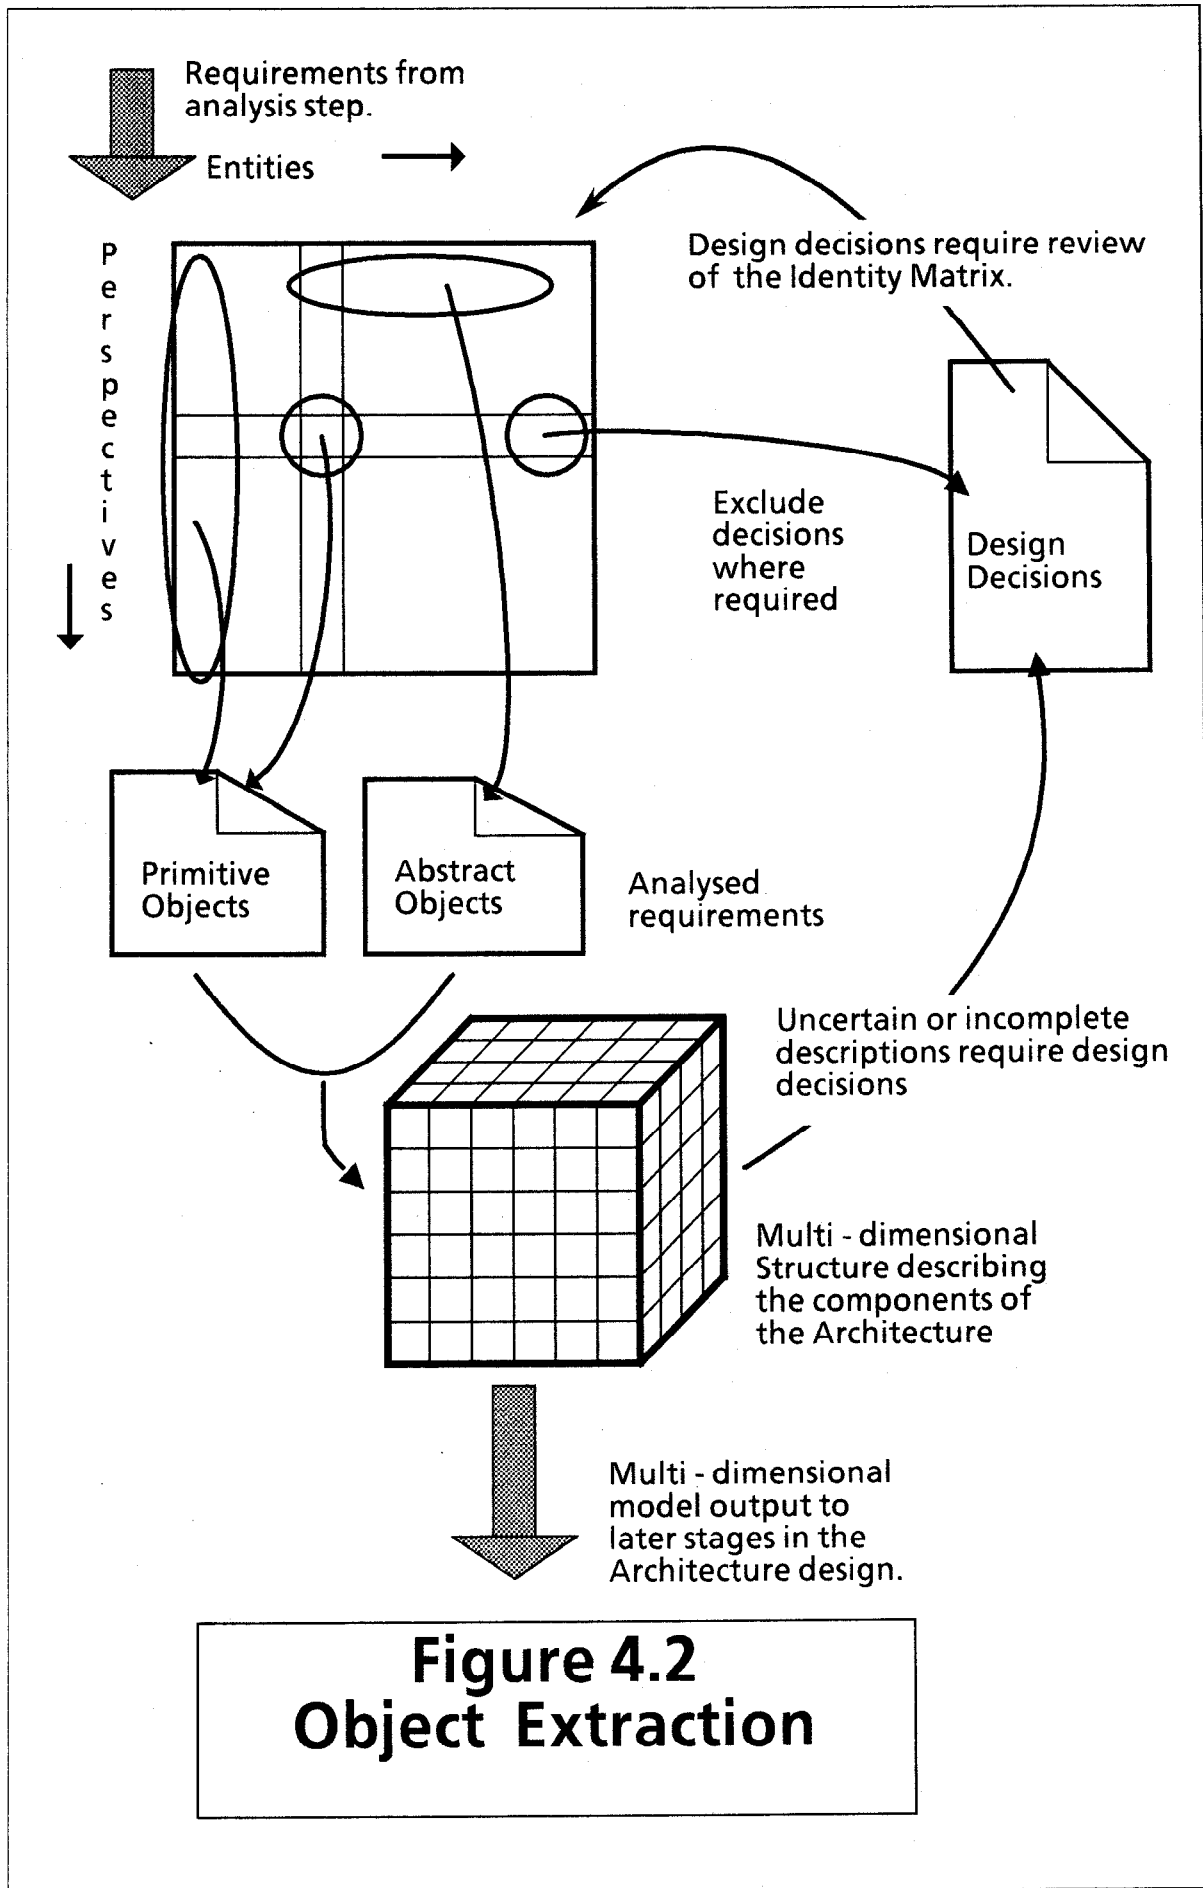 Requirements from
analysis step.
Entities
Perspectives
Design decisions require review
of the Identity Matrix.
Exclude
decisions
where
required
Design
Decisions
Primitive
Objects
Abstract
Objects
Analysed
requirements
Uncertain or incomplete
descriptions require design
decisions
Multi - dimensional
Structure describing
the components of
the Architecture
Multi - dimensional
model output to
later stages in the
Architecture design.
Figure 4.2
Object Extraction